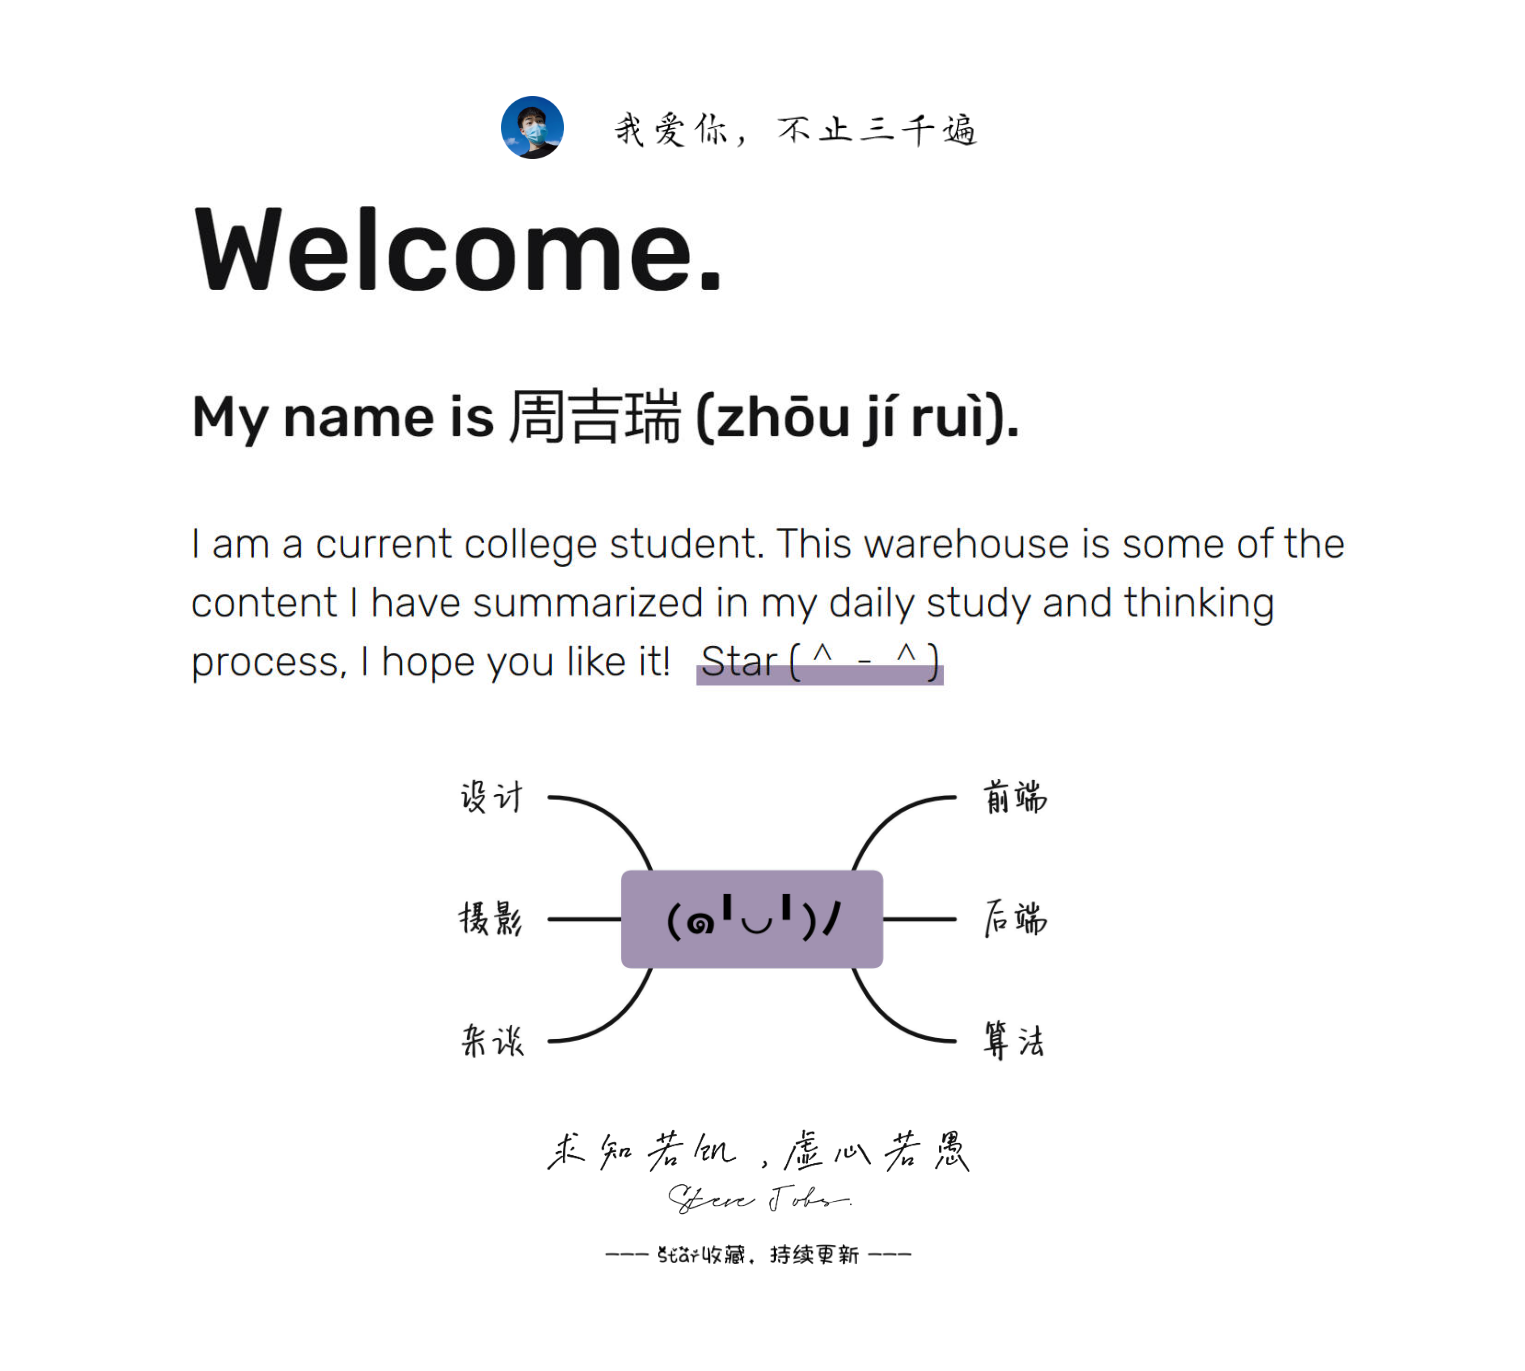 我爱你，不止三千遍
Welcome.
My name is 周吉瑞 (zhōu jí ruì).
I am a current college student. This warehouse is some of the
content I have summarized in my daily study and thinking
process, I hope you like it! Star ( ^ - ^ )
设计
前端
(๑╹◡╹)ﾉ
摄影
后端
杂谈
算法
求知若饥，虚心若愚
Steve Jobs.
--- Star收藏，持续更新 ---